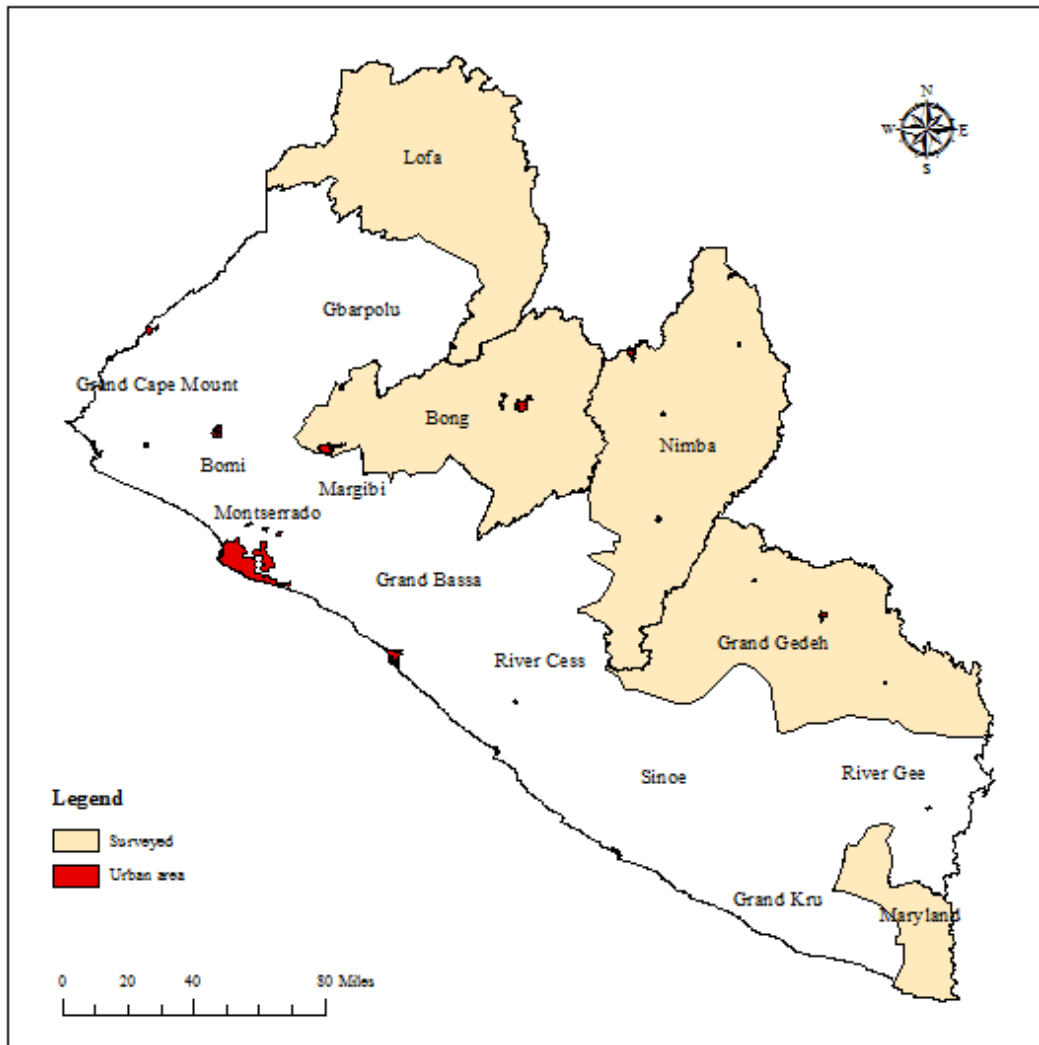 N
W E
S
Lofa
Gbarpolu
Grand Cape Mount
Bong
Nimba
Bomi
Margibi
Montserrado
Grand Bassa
Grand Gedeh
River Cess
Sinoe
River Gee
Legend
Surveyed
Urban area
Grand Kru
Maryland
0 20 40 80 Miles